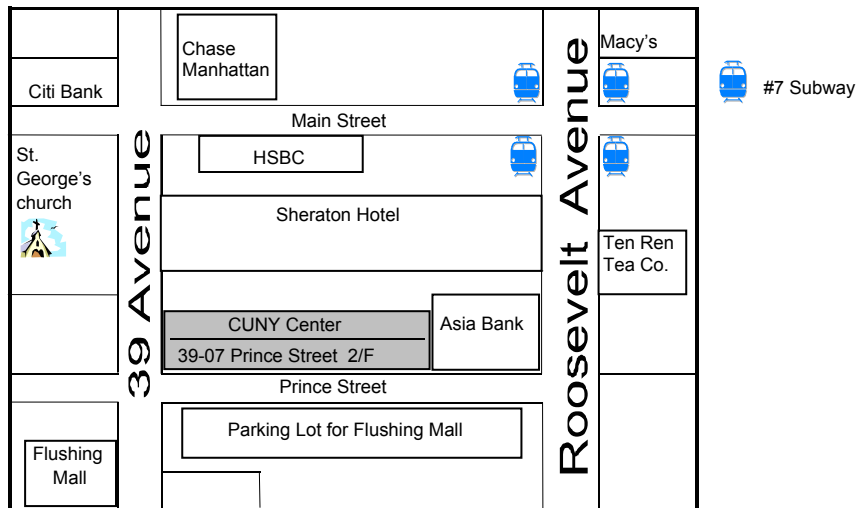 Chase
Manhattan
Macy's
Citi Bank
#7 Subway
Main Street
39 Avenue
Roosevelt Avenue
St.
George's
church
HSBC
Sheraton Hotel
Ten Ren
Tea Co.
CUNY Center
39-07 Prince Street 2/F
Asia Bank
Prince Street
Parking Lot for Flushing Mall
Flushing
Mall